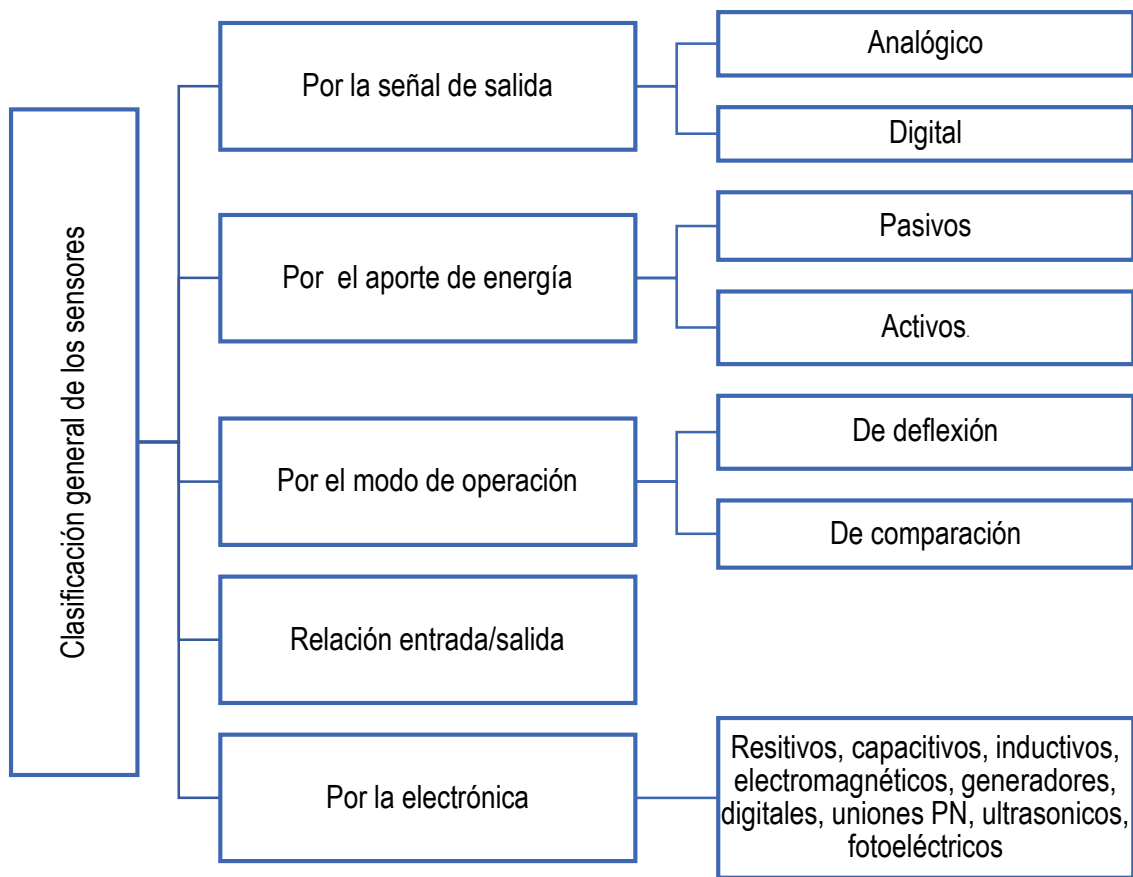 Clasificación general de los sensores
Por la señal de salida
Analógico
Digital
Por el aporte de energía
Pasivos
Activos.
Por el modo de operación
De deflexión
De comparación
Relación entrada/salida
Por la electrónica
Resitivos, capacitivos, inductivos,
electromagnéticos, generadores,
digitales, uniones PN, ultrasonicos,
fotoeléctricos